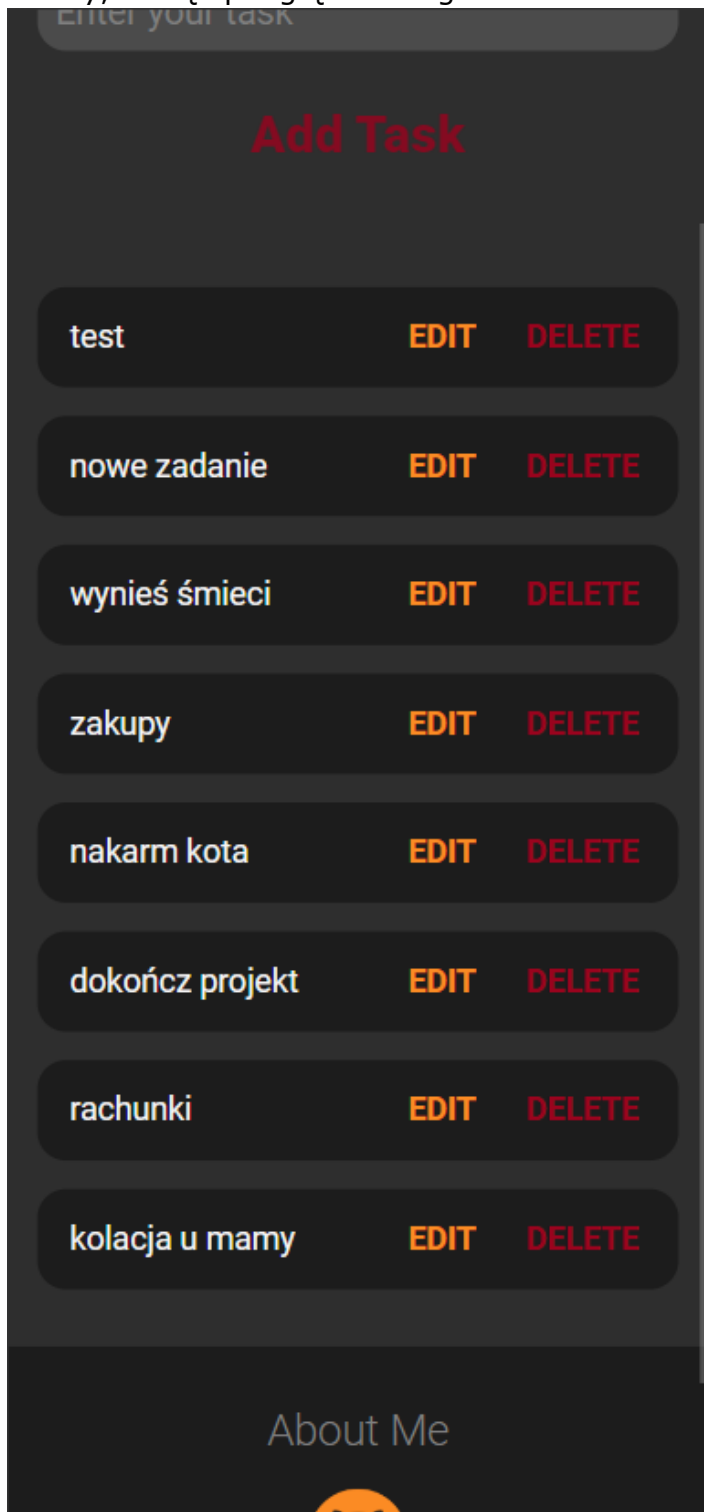 Enter your task
Add Task
test EDIT DELETE
nowe zadanie EDIT DELETE
wynieś śmieci EDIT DELETE
zakupy EDIT DELETE
nakarm kota EDIT DELETE
dokończ projekt EDIT DELETE
rachunki EDIT DELETE
kolacja u mamy EDIT DELETE
About Me